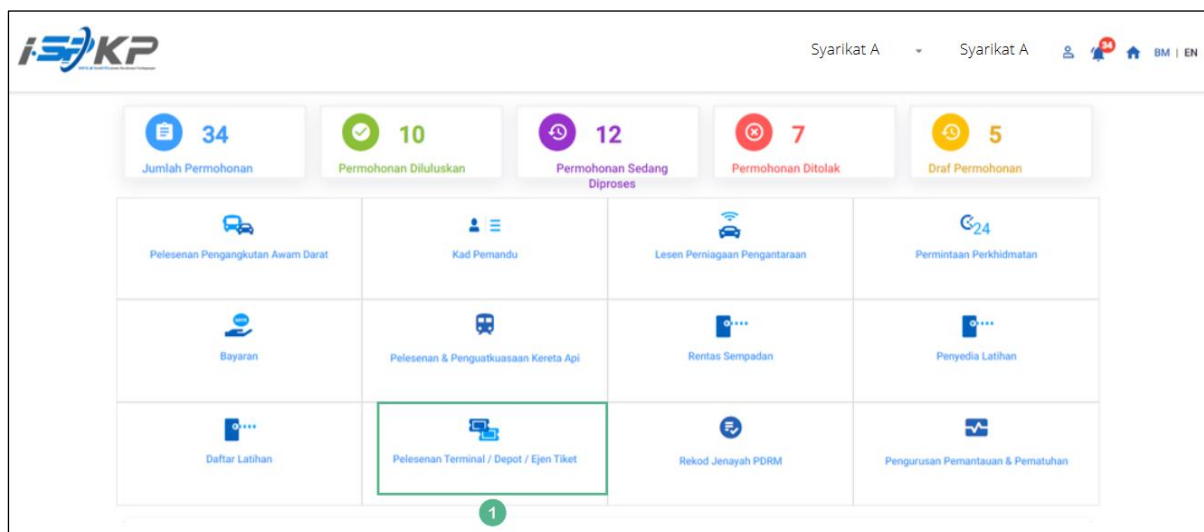 i-SPKP
Syarikat A Syarikat A 34 BM | EN
34 10 12 7 5
Jumlah Permohonan Permohonan Diluluskan Permohonan Sedang Permohonan Ditolak Draf Permohonan
Diproses
24
Pelesenan Pengangkutan Awam Darat Kad Pemandu Lesen Perniagaan Pengantaraan Permintaan Perkhidmatan
Bayaran Pelesenan & Penguatkuasaan Kereta Api Rentas Sempadan Penyedia Latihan
Daftar Latihan Pelesenan Terminal / Depot / Ejen Tiket Rekod Jenayah PDRM Pengurusan Pemantauan & Pematuhan
1